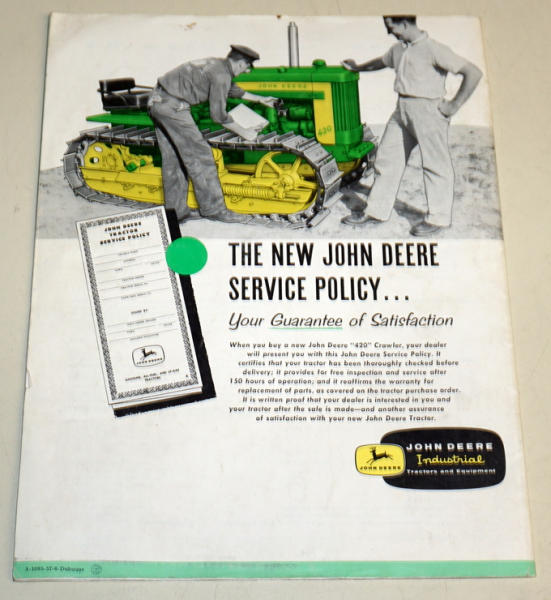 JOHN DEERE
420
JOHN DEERE
TRACTOR
SERVICE POLICY
JOHN DEERE
THE NEW JOHN DEERE
SERVICE POLICY...
Your Guarantee of Satisfaction
When you buy a new John Deere "420" Crawler, your dealer
will present you with this John Deere Service Policy. It
certifies that your tractor has been thoroughly checked before
delivery; it provides for free inspection and service after
150 hours of operation; and it reaffirms the warranty for
replacement of parts, as covered on the tractor purchase order.
It is written proof that your dealer is interested in you and
your tractor after the sale is made—and another assurance
of satisfaction with your new John Deere Tractor.
JOHN DEERE
JOHN DEERE
Industrial
Tractors and Equipment